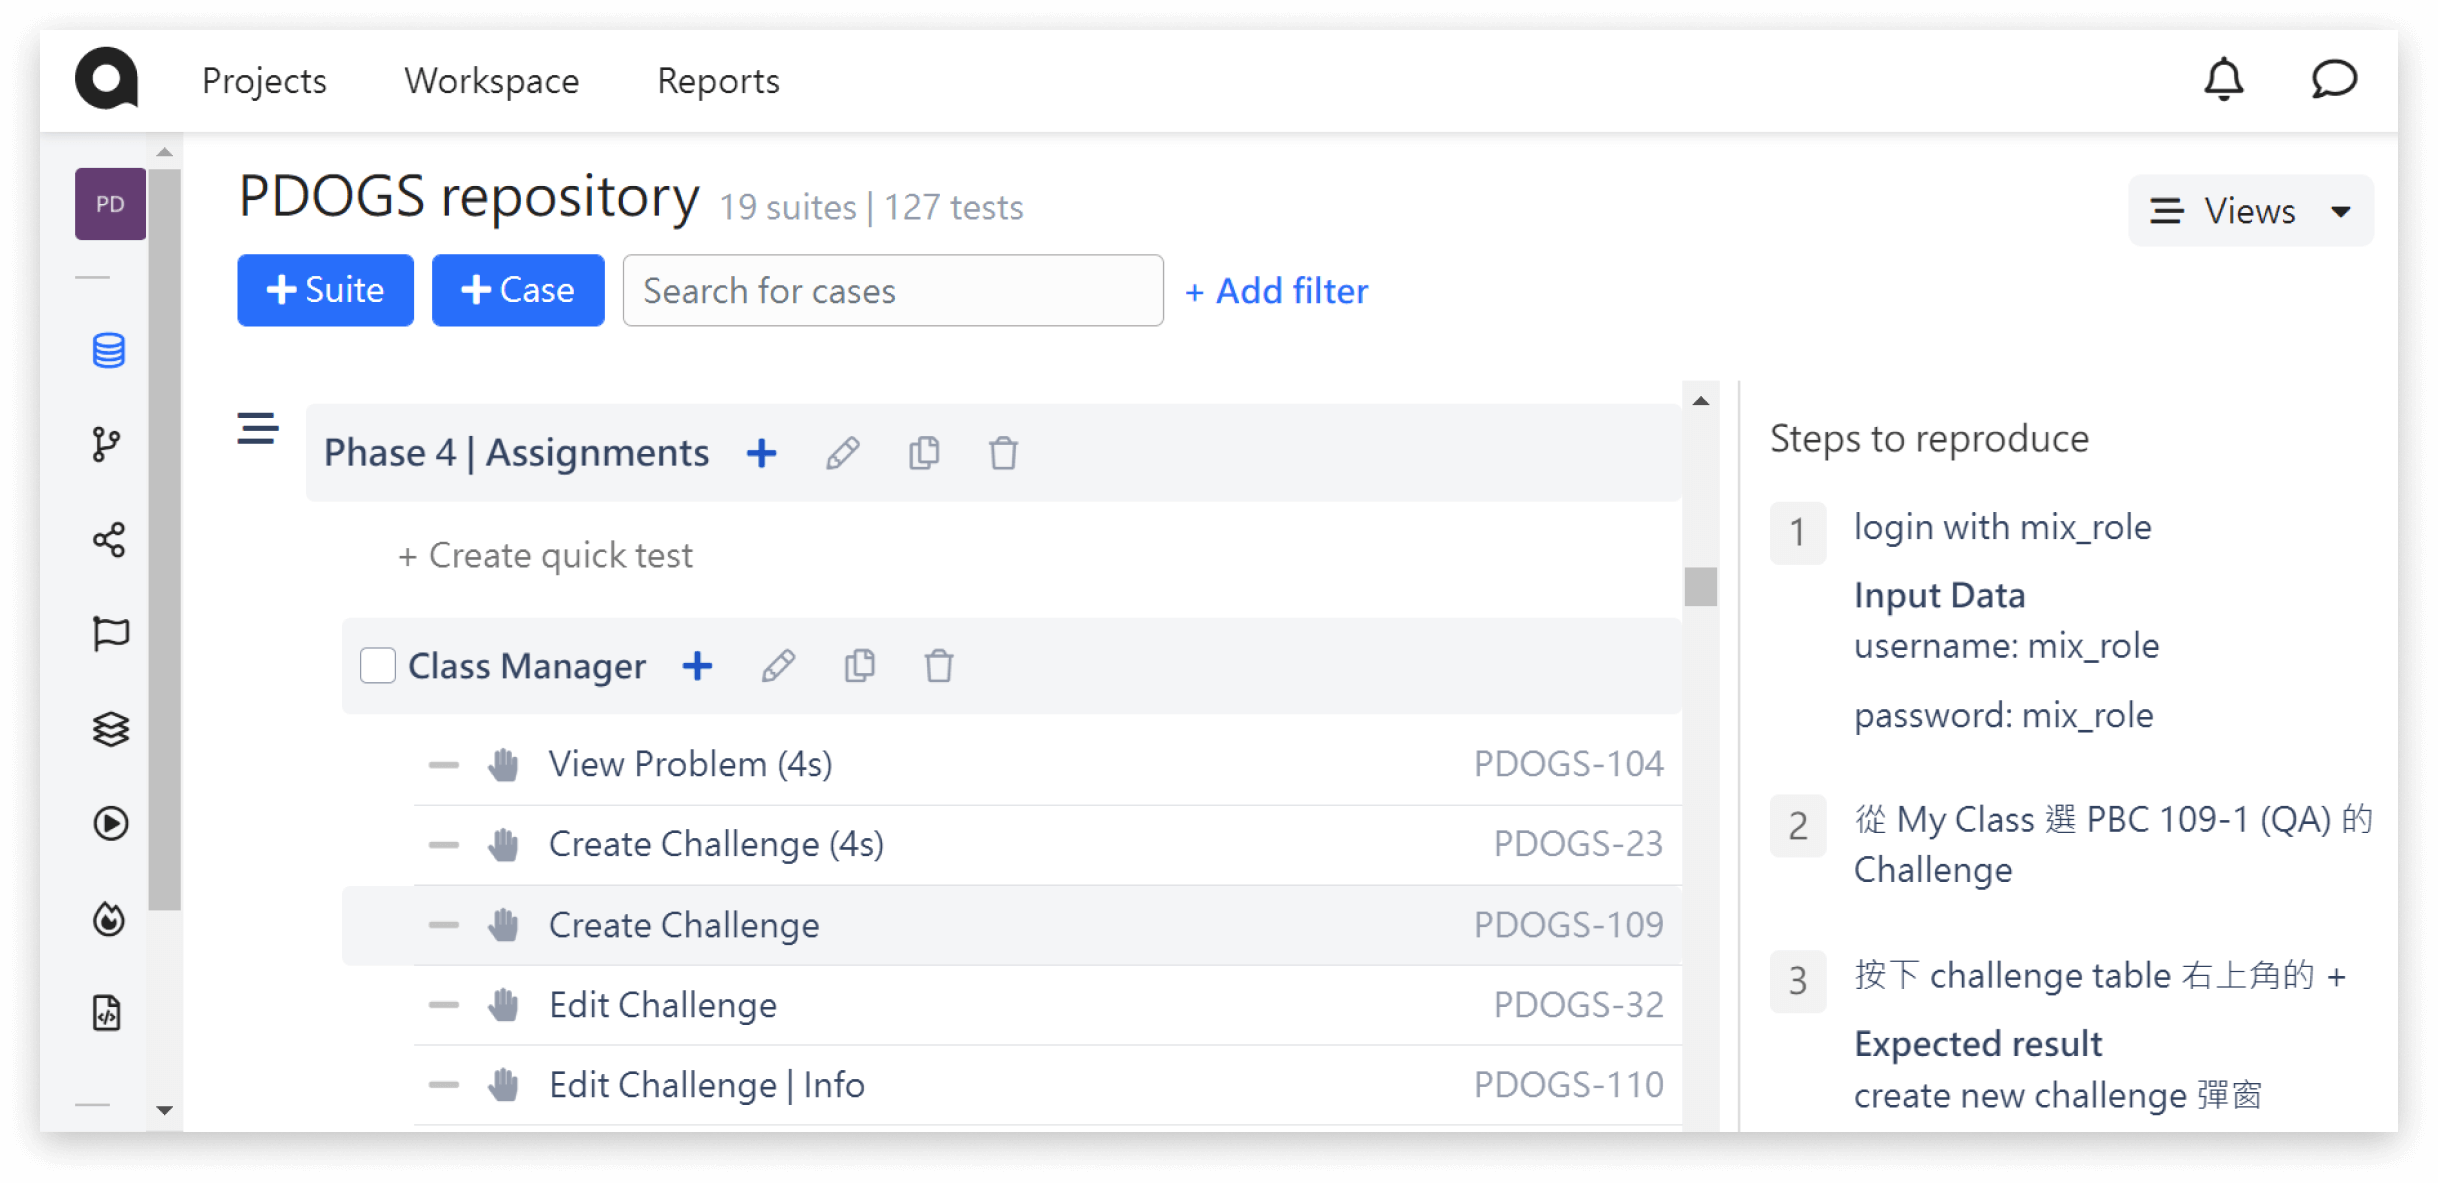 Projects Workspace Reports
PD
PDOGS repository 19 suites | 127 tests
Views
+ Suite + Case Search for cases + Add filter
Phase 4 | Assignments
+ Create quick test
Class Manager
View Problem (4s) PDOGS-104
Create Challenge (4s) PDOGS-23
Create Challenge PDOGS-109
Edit Challenge PDOGS-32
Edit Challenge | Info PDOGS-110
Steps to reproduce
1 login with mix_role
Input Data
username: mix_role
password: mix_role
2 從 My Class 選 PBC 109-1 (QA) 的
Challenge
3 按下 challenge table 右上角的 +
Expected result
create new challenge 彈窗